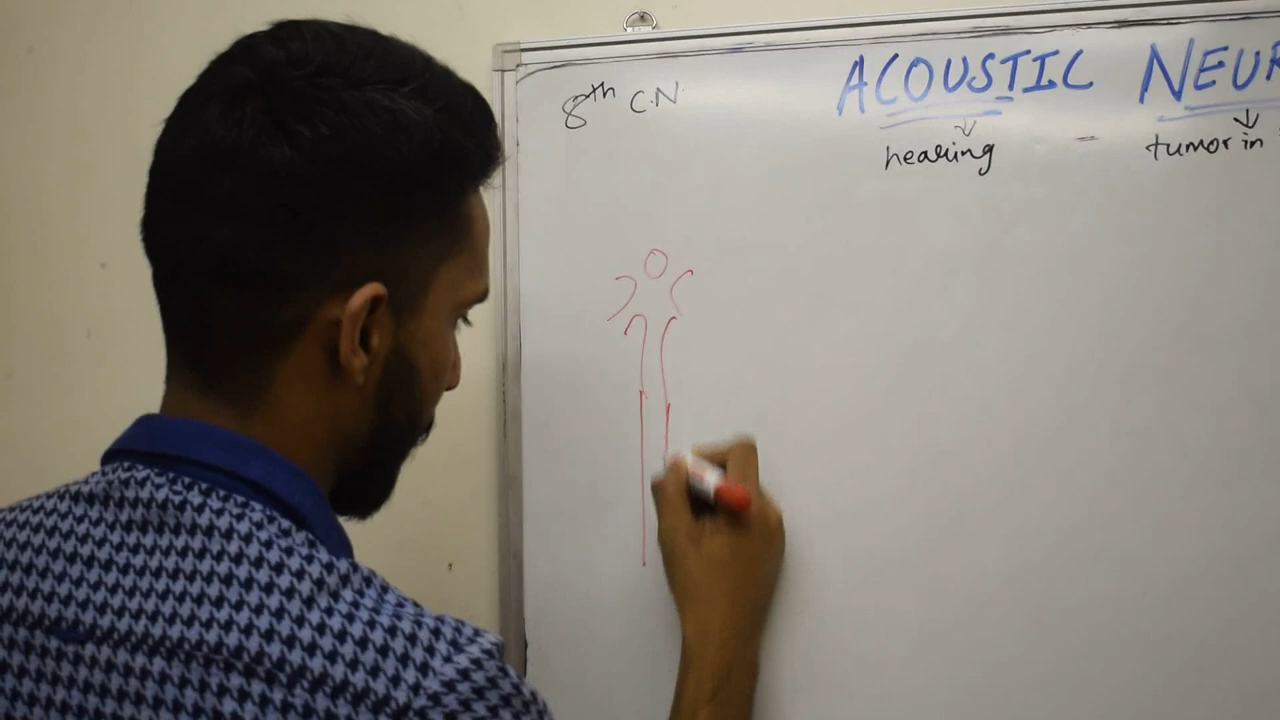 8th C.N. ACOUSTIC NEUR
hearing = tumor in